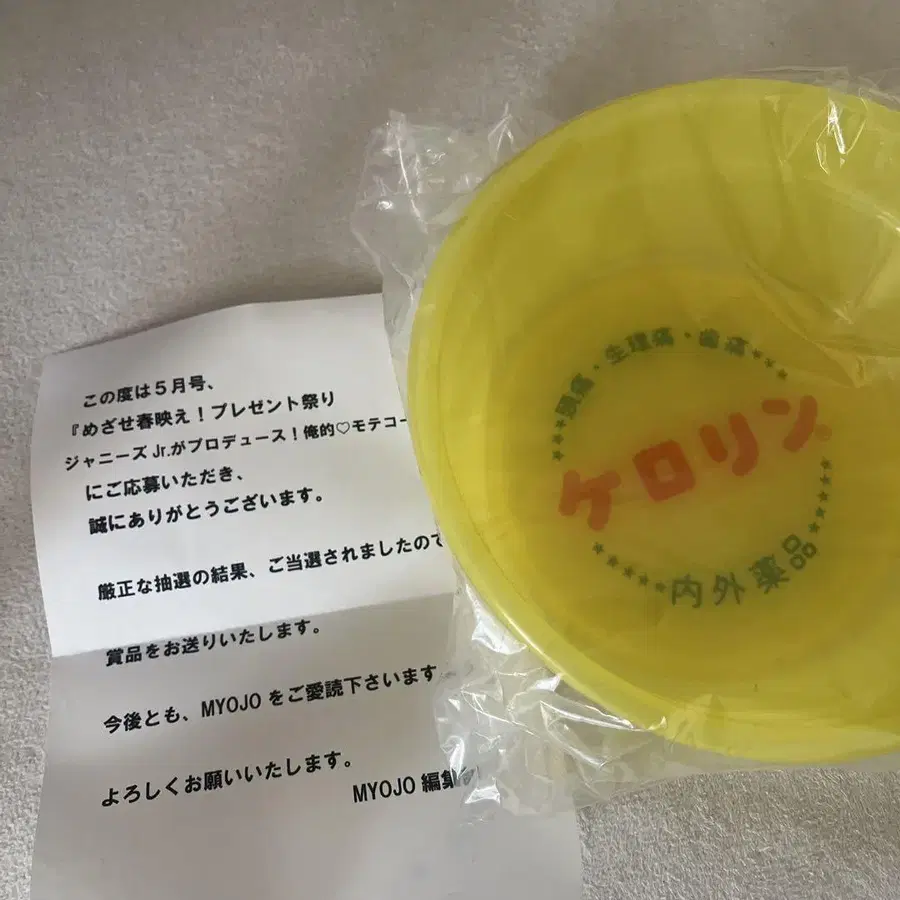 この度は5月号、
『めざせ春映え！プレゼント祭り
ジャニーズJr.がプロデュース！俺的♡モテコー
にご応募いただき、
誠にありがとうございます。
厳正な抽選の結果、ご当選されましたので
賞品をお送りいたします。
今後とも、MYOJOをご愛読下さいます
よろしくお願いいたします。
MYOJO 編集
★★★★頭痛・生理痛・歯痛★★★★
ケロリン®
内外薬品